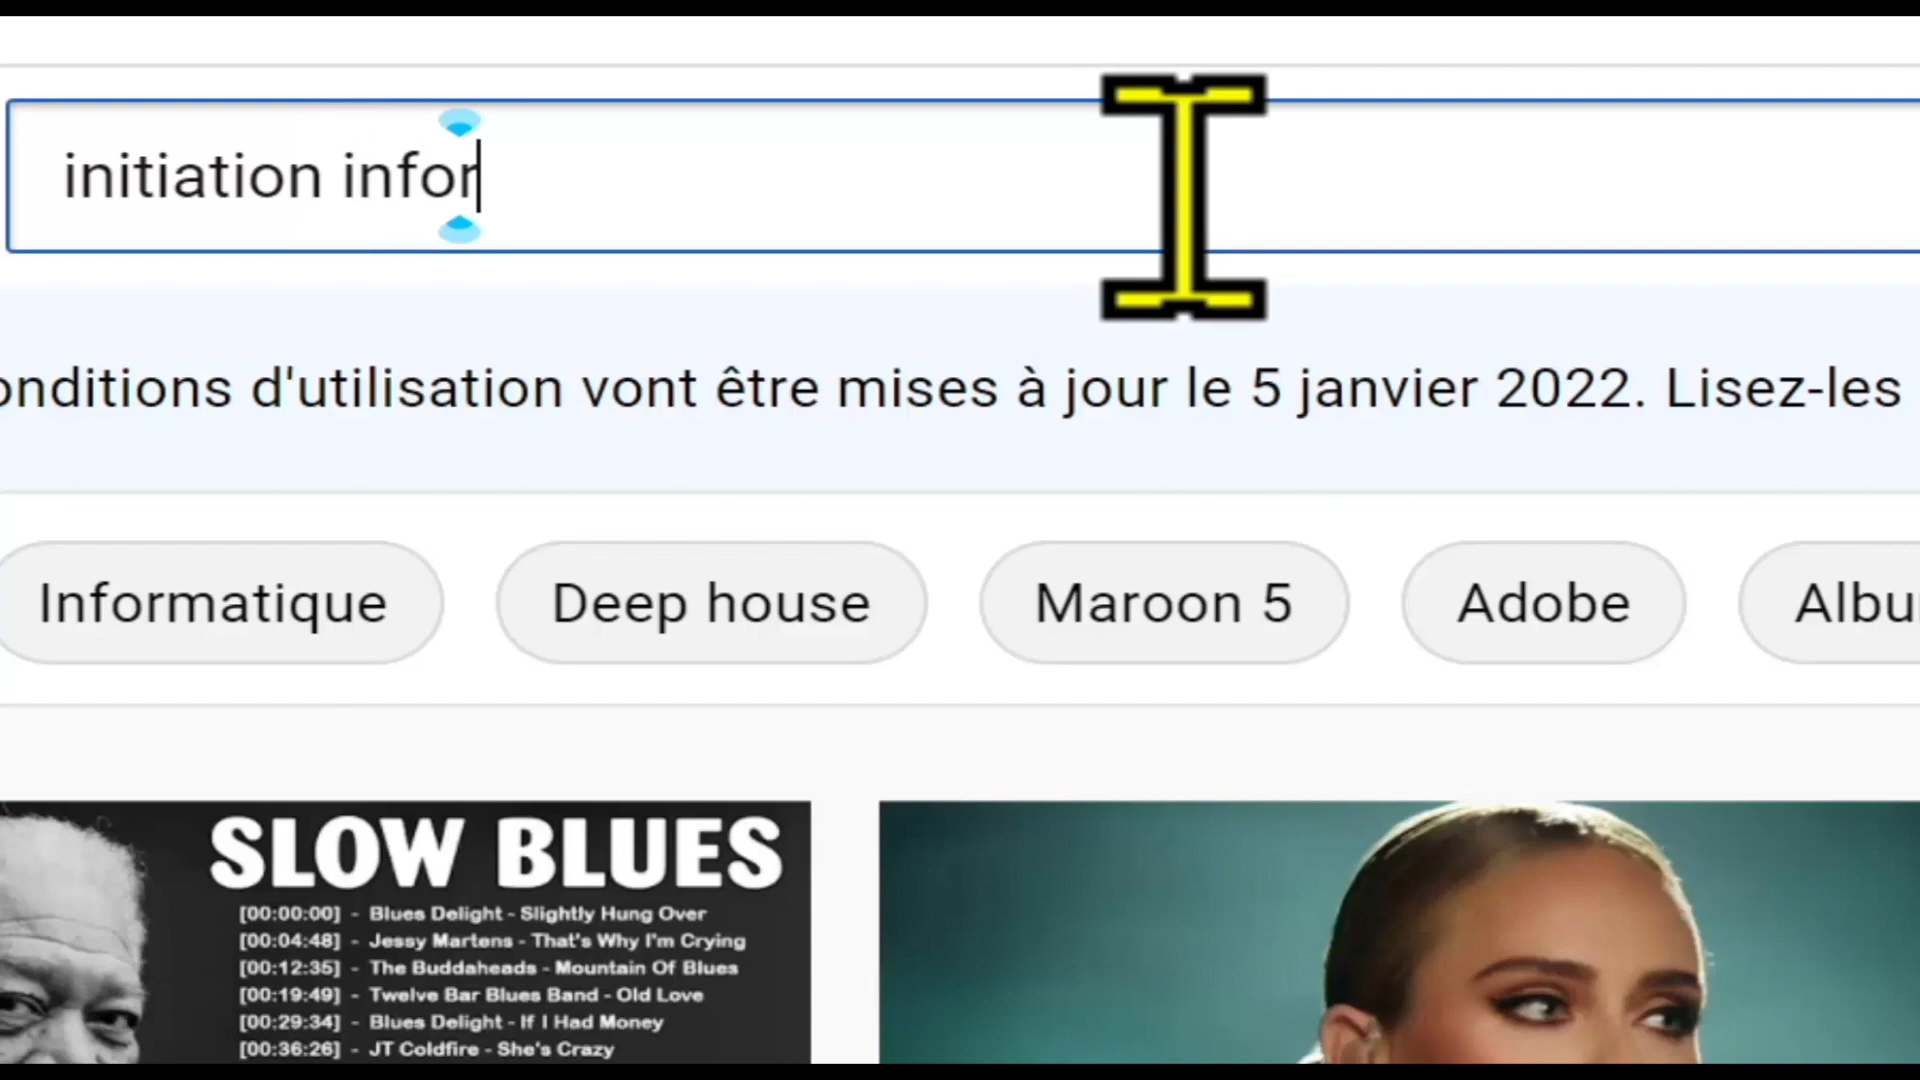 initiation infor
onditions d'utilisation vont être mises à jour le 5 janvier 2022. Lisez-les
Informatique
Deep house
Maroon 5
Adobe
Albu
SLOW BLUES
[00:00:00] - Blues Delight - Slightly Hung Over
[00:04:48] - Jessy Martens - That's Why I'm Crying
[00:12:35] - The Buddaheads - Mountain Of Blues
[00:19:49] - Twelve Bar Blues Band - Old Love
[00:29:34] - Blues Delight - If I Had Money
[00:36:26] - JT Coldfire - She's Crazy